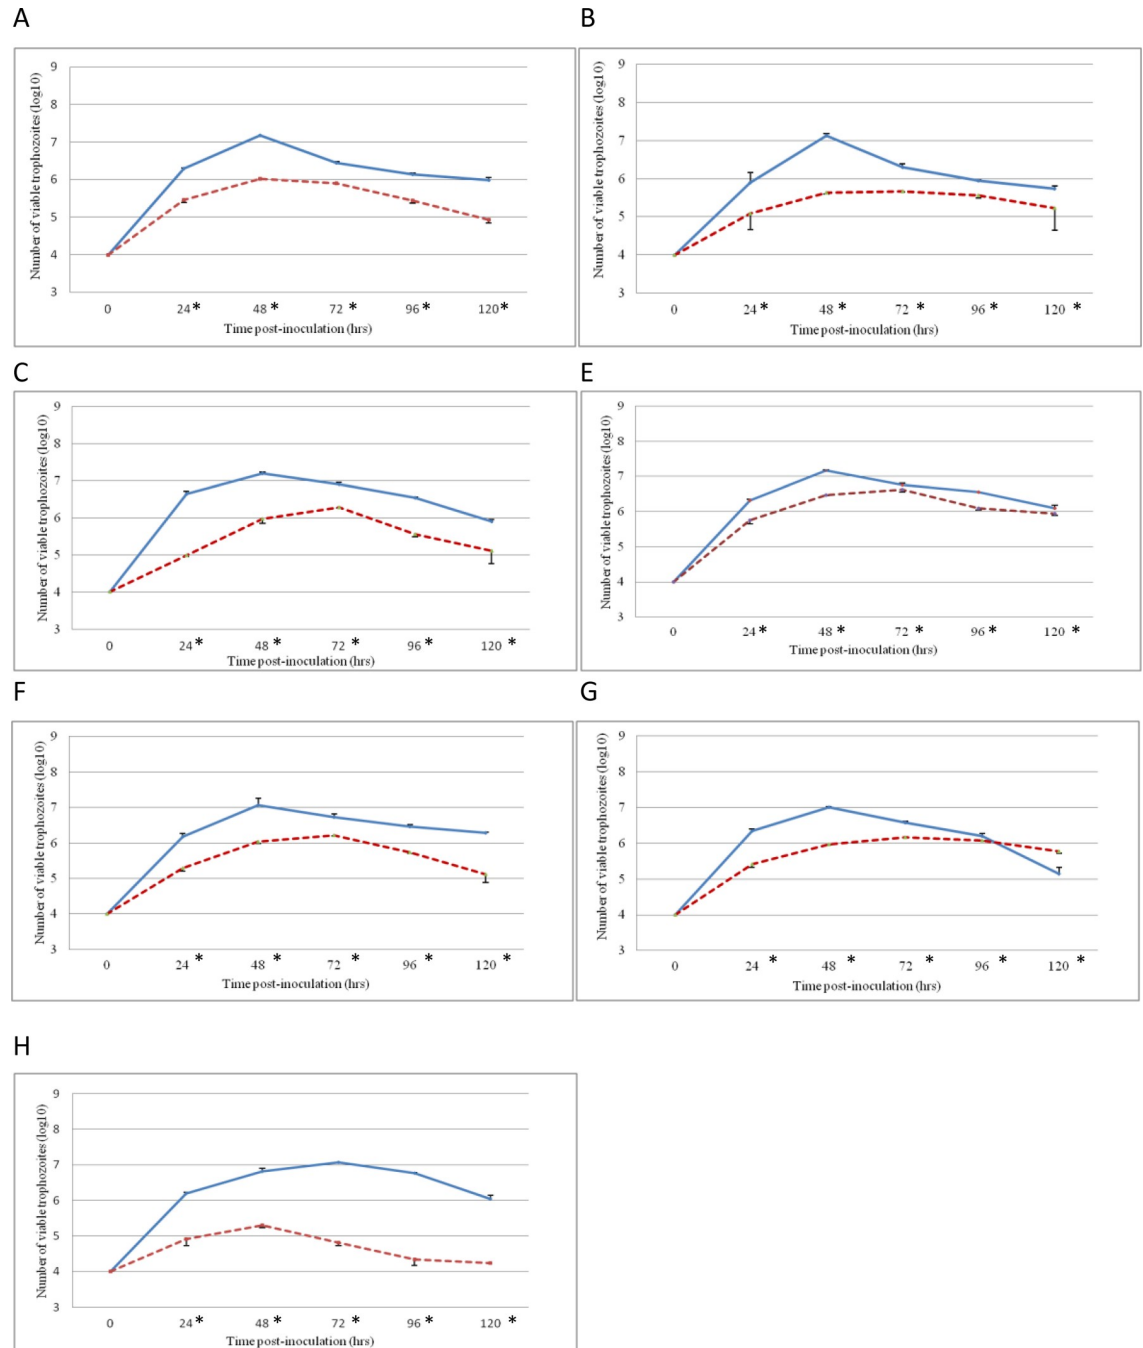 A
Number of viable trophozoites (log10)
9
8
7
6
5
4
3
0 24* 48* 72* 96* 120*
Time post-inoculation (hrs)
B
Number of viable trophozoites (log10)
9
8
7
6
5
4
3
0 24* 48* 72* 96* 120*
Time post-inoculation (hrs)
C
Number of viable trophozoites (log10)
9
8
7
6
5
4
3
0 24* 48* 72* 96* 120*
Time post-inoculation (hrs)
E
Number of viable trophozoites (log10)
9
8
7
6
5
4
3
0 24* 48* 72* 96* 120*
Time post-inoculation (hrs)
F
Number of viable trophozoites (log10)
9
8
7
6
5
4
3
0 24* 48* 72* 96* 120*
Time post-inoculation (hrs)
G
Number of viable trophozoites (log10)
9
8
7
6
5
4
3
0 24* 48* 72* 96* 120*
Time post-inoculation (hrs)
H
Number of viable trophozoites (log10)
9
8
7
6
5
4
3
0 24* 48* 72* 96* 120*
Time post-inoculation (hrs)